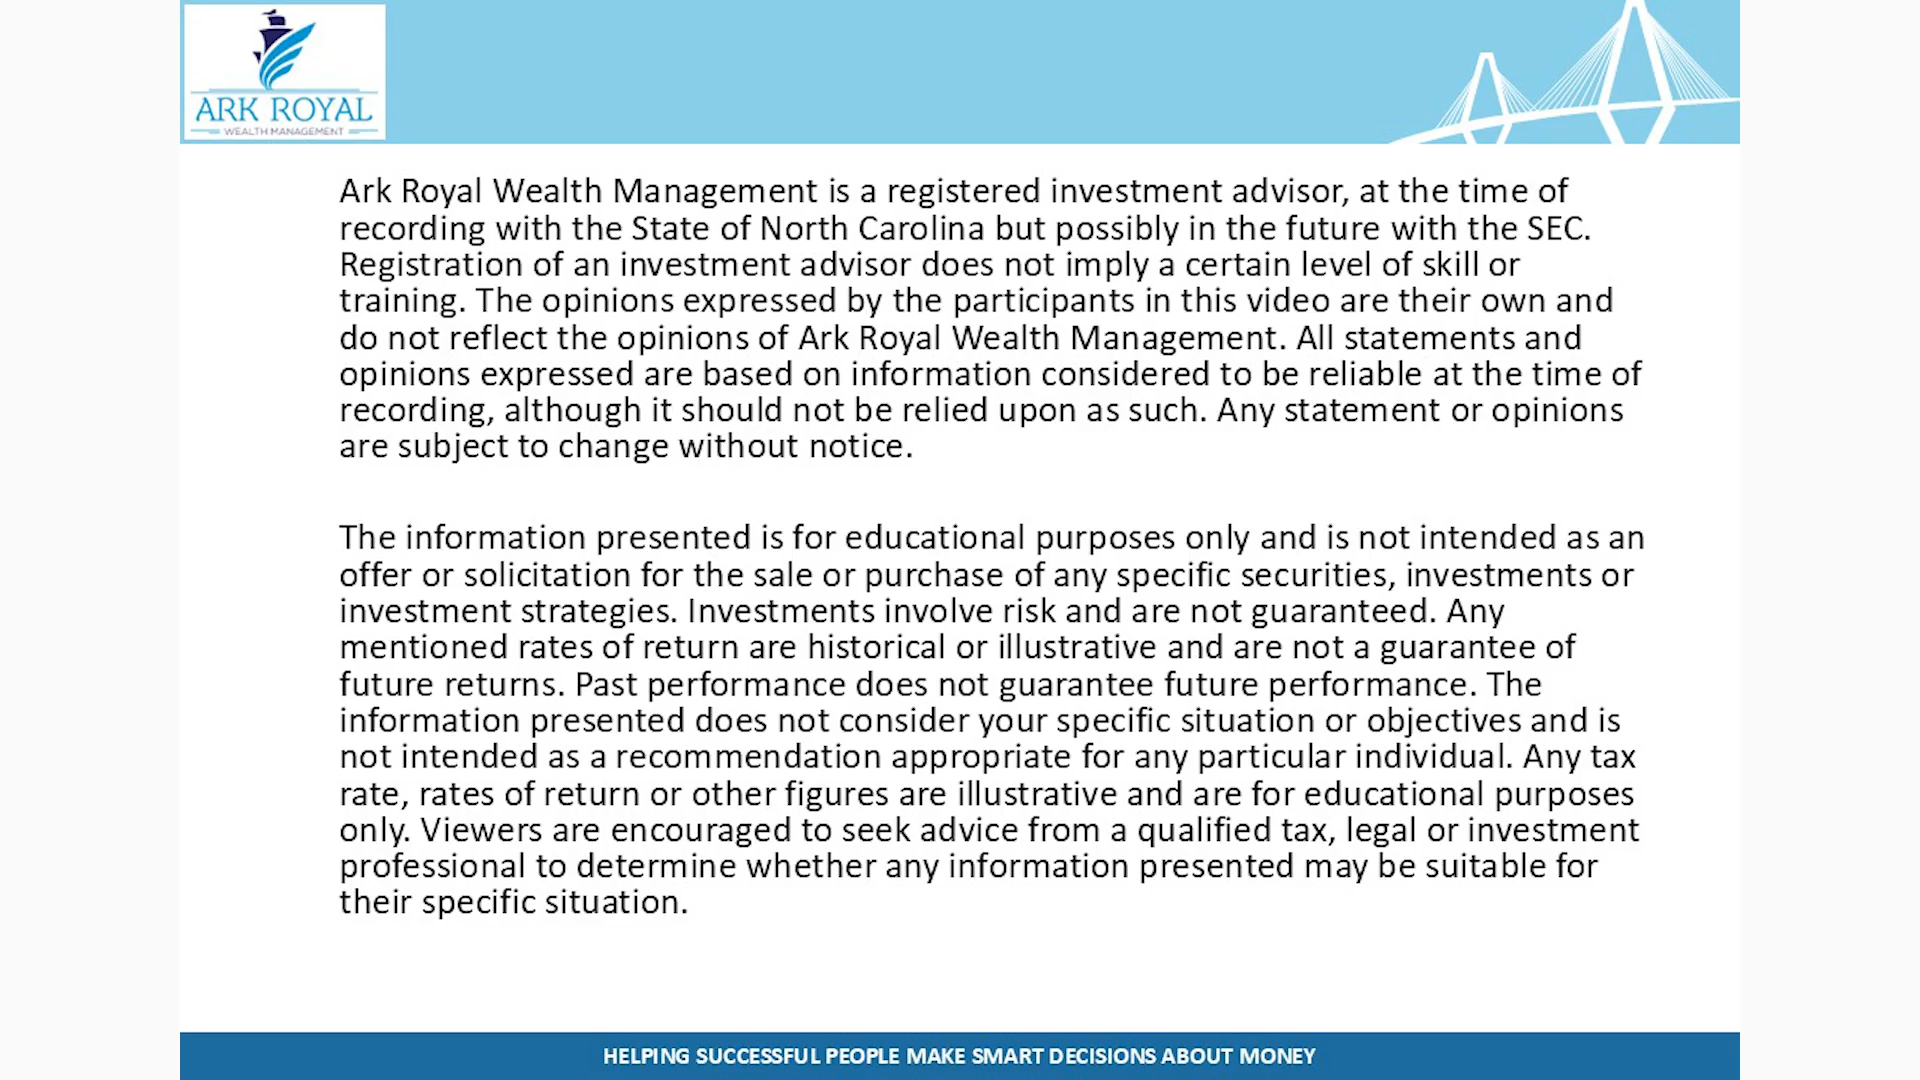 ARK ROYAL
WEALTH MANAGEMENT
Ark Royal Wealth Management is a registered investment advisor, at the time of
recording with the State of North Carolina but possibly in the future with the SEC.
Registration of an investment advisor does not imply a certain level of skill or
training. The opinions expressed by the participants in this video are their own and
do not reflect the opinions of Ark Royal Wealth Management. All statements and
opinions expressed are based on information considered to be reliable at the time of
recording, although it should not be relied upon as such. Any statement or opinions
are subject to change without notice.
The information presented is for educational purposes only and is not intended as an
offer or solicitation for the sale or purchase of any specific securities, investments or
investment strategies. Investments involve risk and are not guaranteed. Any
mentioned rates of return are historical or illustrative and are not a guarantee of
future returns. Past performance does not guarantee future performance. The
information presented does not consider your specific situation or objectives and is
not intended as a recommendation appropriate for any particular individual. Any tax
rate, rates of return or other figures are illustrative and are for educational purposes
only. Viewers are encouraged to seek advice from a qualified tax, legal or investment
professional to determine whether any information presented may be suitable for
their specific situation.
HELPING SUCCESSFUL PEOPLE MAKE SMART DECISIONS ABOUT MONEY